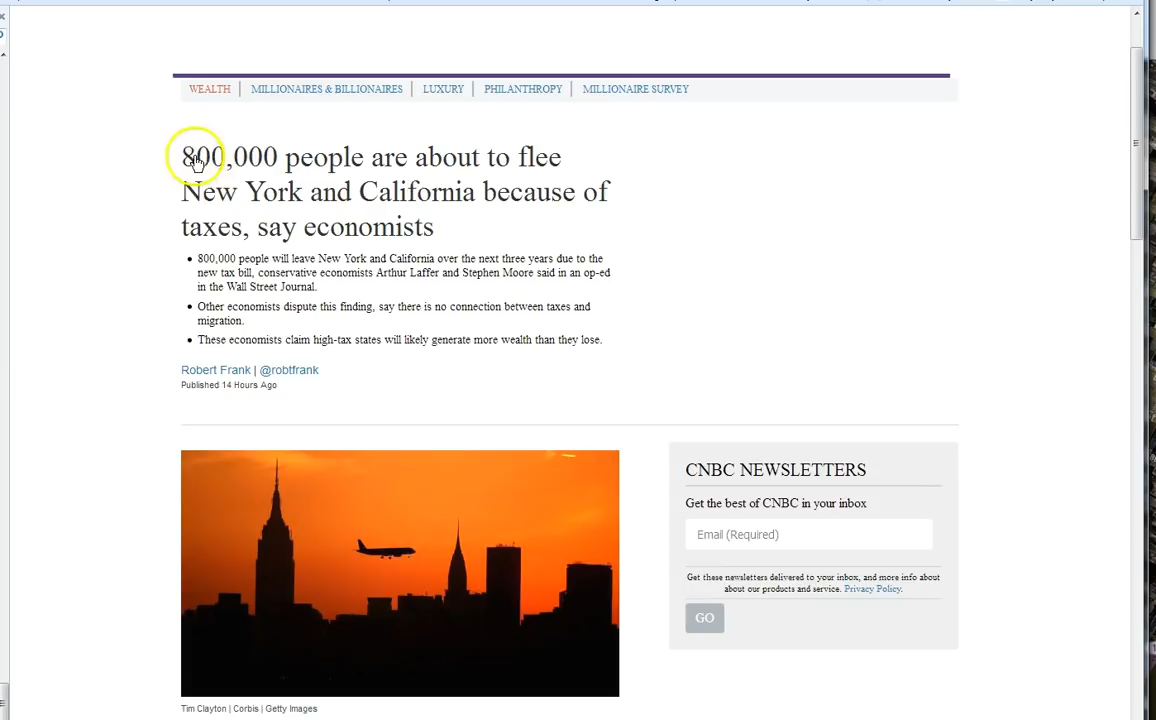 WEALTH MILLIONAIRES & BILLIONAIRES LUXURY PHILANTHROPY MILLIONAIRE SURVEY
800,000 people are about to flee
New York and California because of
taxes, say economists
800,000 people will leave New York and California over the next three years due to the
new tax bill, conservative economists Arthur Laffer and Stephen Moore said in an op-ed
in the Wall Street Journal.
Other economists dispute this finding, say there is no connection between taxes and
migration.
These economists claim high-tax states will likely generate more wealth than they lose.
Robert Frank | @robtfrank
Published 14 Hours Ago
Tim Clayton | Corbis | Getty Images
CNBC NEWSLETTERS
Get the best of CNBC in your inbox
Email (Required)
Get these newsletters delivered to your inbox, and more info about
about our products and service. Privacy Policy.
GO